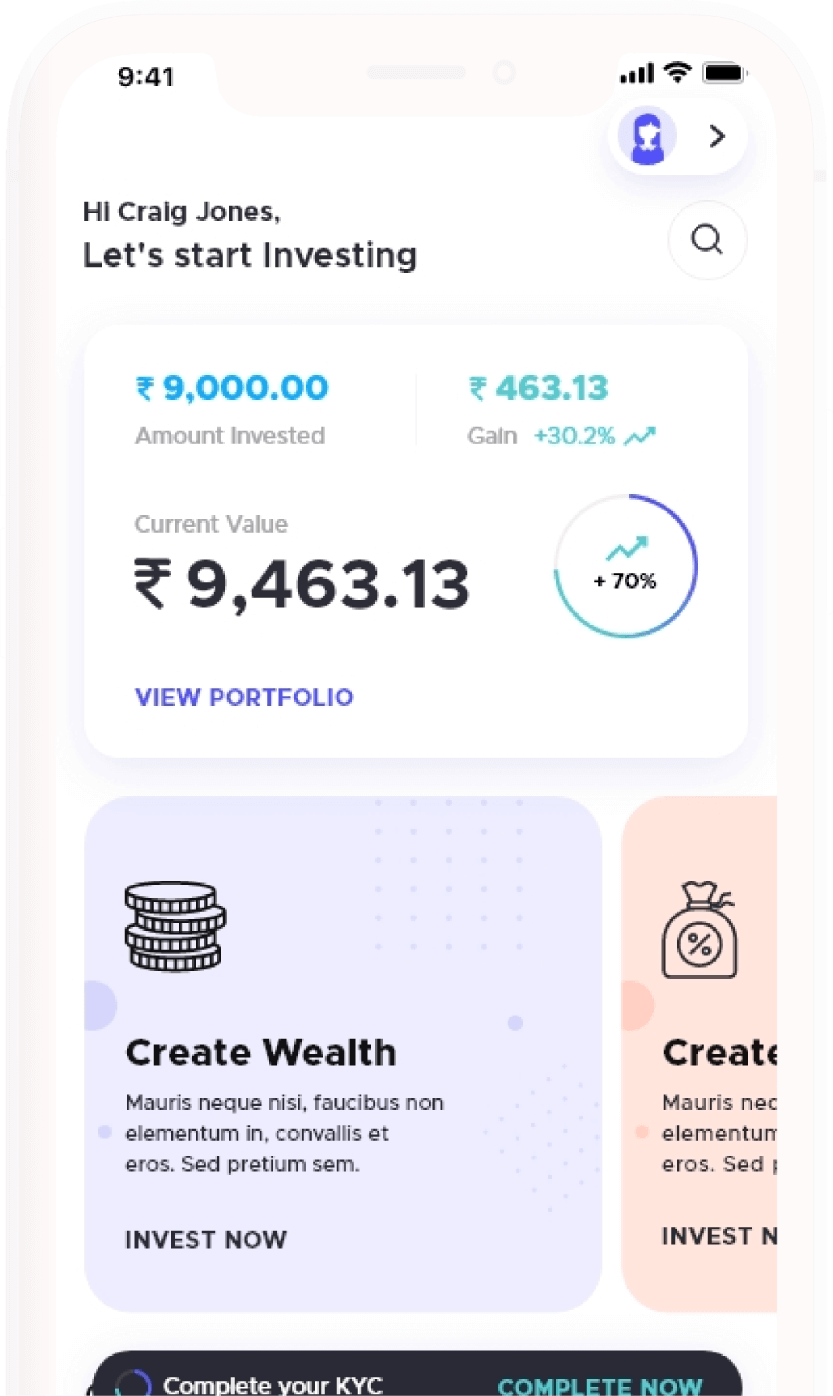 9:41
Hi Craig Jones,
Let's start Investing
₹ 9,000.00
₹ 463.13
Amount Invested
Gain +30.2%
Current Value
₹ 9,463.13
+ 70%
VIEW PORTFOLIO
%
Create Wealth
Mauris neque nisi, faucibus non
elementum in, convallis et
eros. Sed pretium sem.
INVEST NOW
Create
Mauris neq
elementum
eros. Sed p
INVEST N
Complete your KYC
COMPLETE NOW